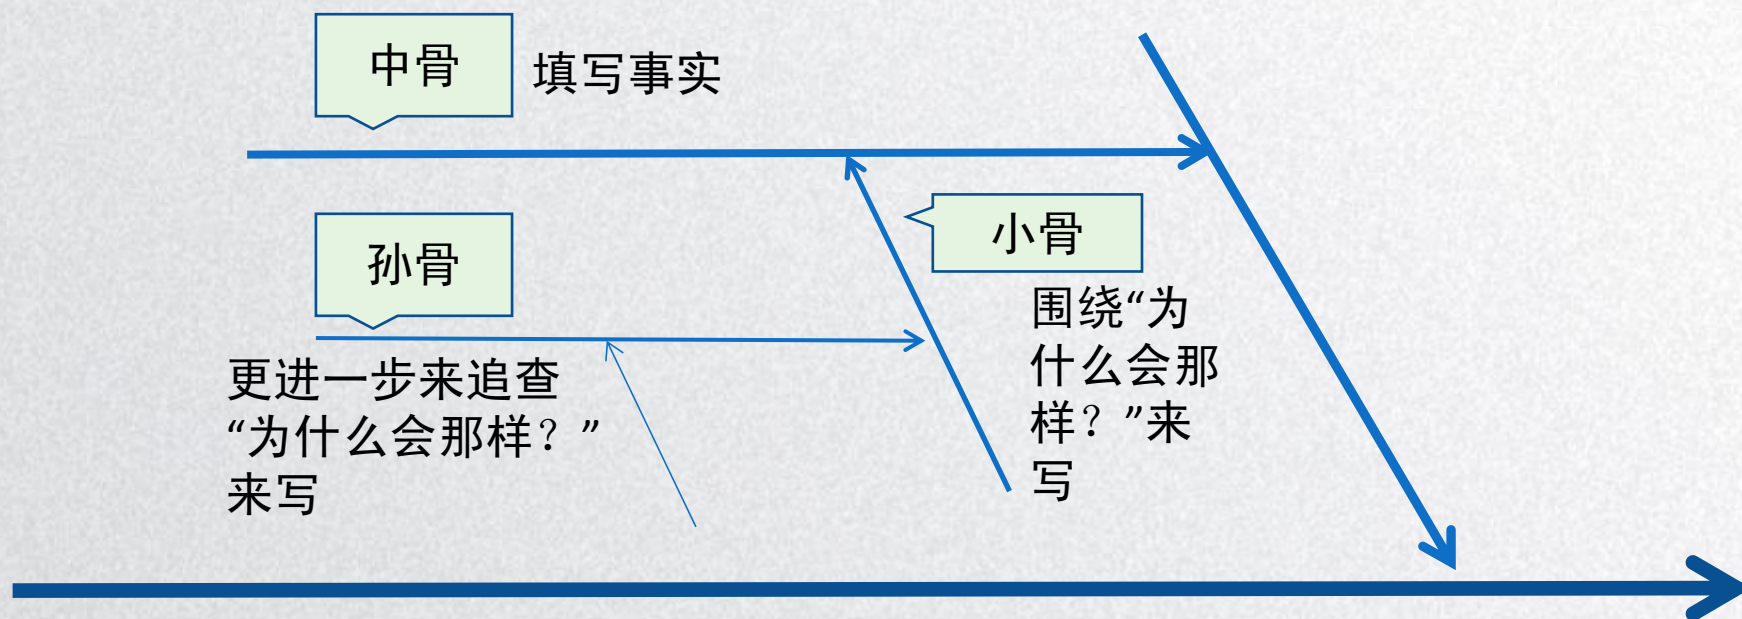 中骨
填写事实
孙骨
小骨
围绕“为
什么会那
样？”来
写
更进一步来追查
“为什么会那样？”
来写